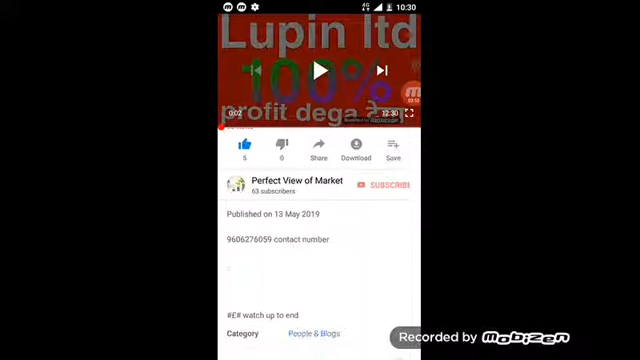 10:30
Lupin ltd
100%
profit dega
0:02
12:30
03:53
5
0
Share
Download
Save
Perfect View of Market
63 subscribers
SUBSCRIBE
Published on 13 May 2019
9606276059 contact number
#£# watch up to end
Category
People & Blogs
Recorded by MOBIZEN